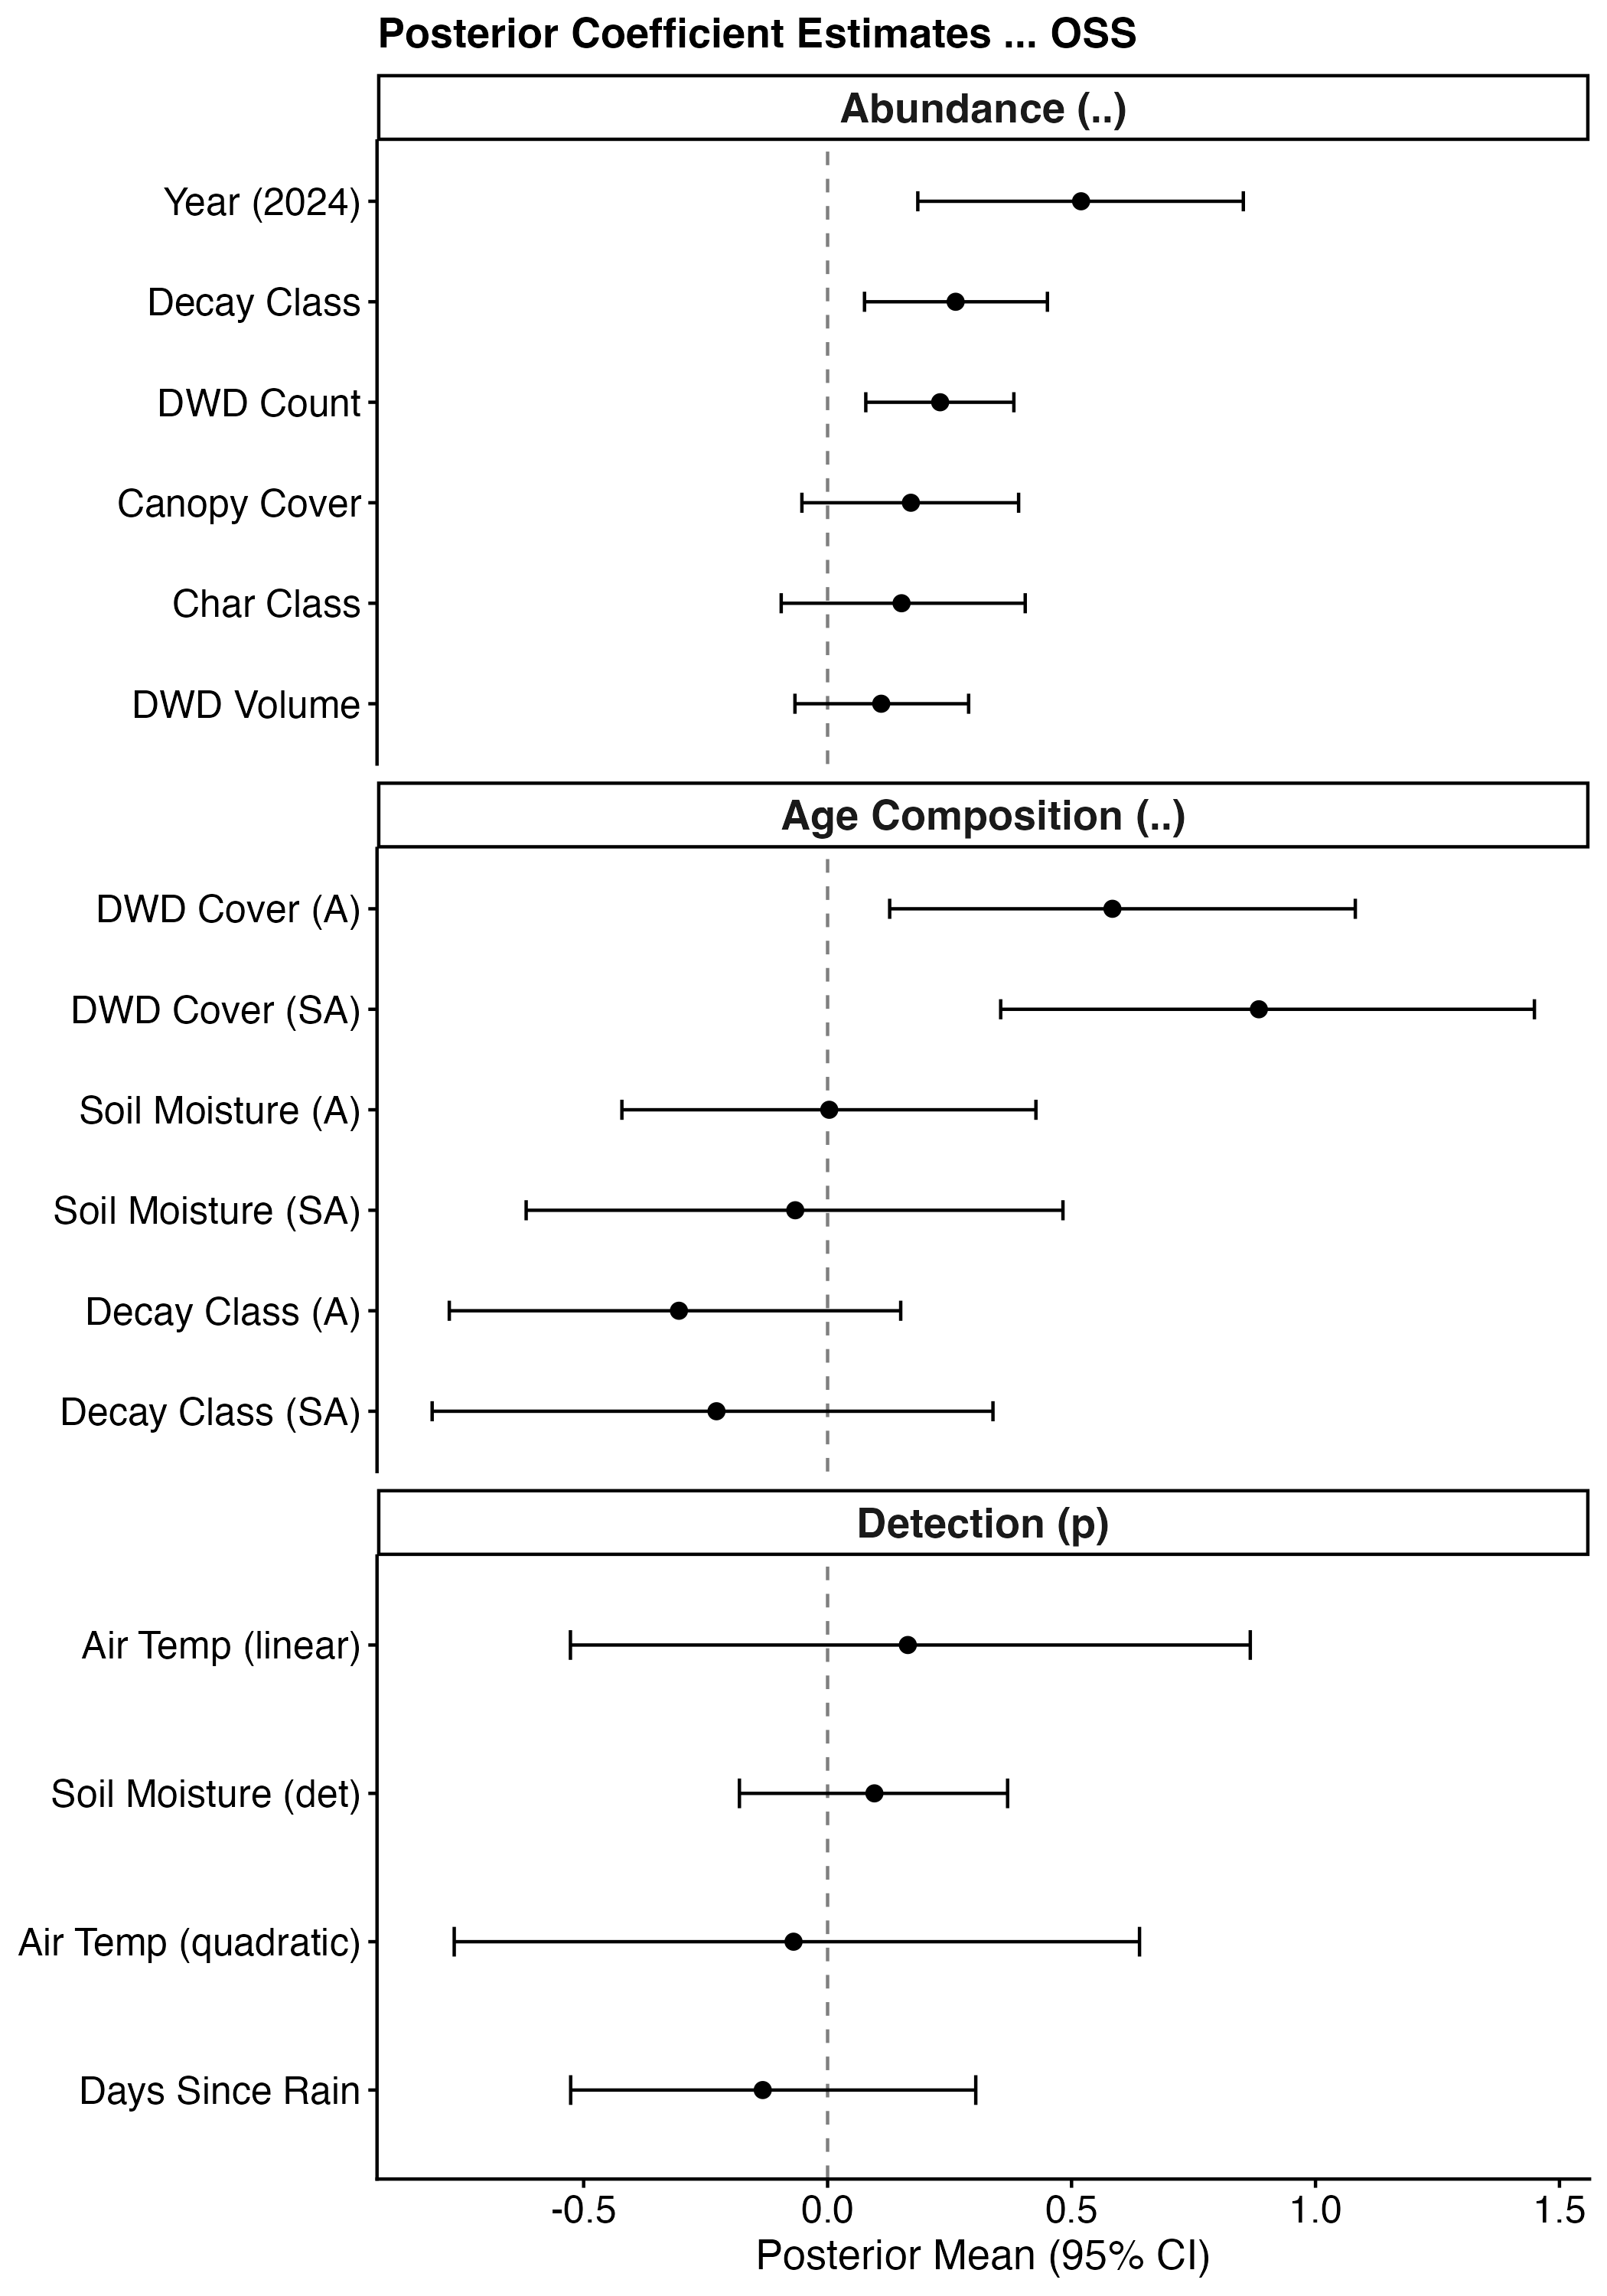 Posterior Coefficient Estimates ... OSS
Abundance (..)
Year (2024)
Decay Class
DWD Count
Canopy Cover
Char Class
DWD Volume
Age Composition (..)
DWD Cover (A)
DWD Cover (SA)
Soil Moisture (A)
Soil Moisture (SA)
Decay Class (A)
Decay Class (SA)
Detection (p)
Air Temp (linear)
Soil Moisture (det)
Air Temp (quadratic)
Days Since Rain
-0.5 0.0 0.5 1.0 1.5
Posterior Mean (95% CI)